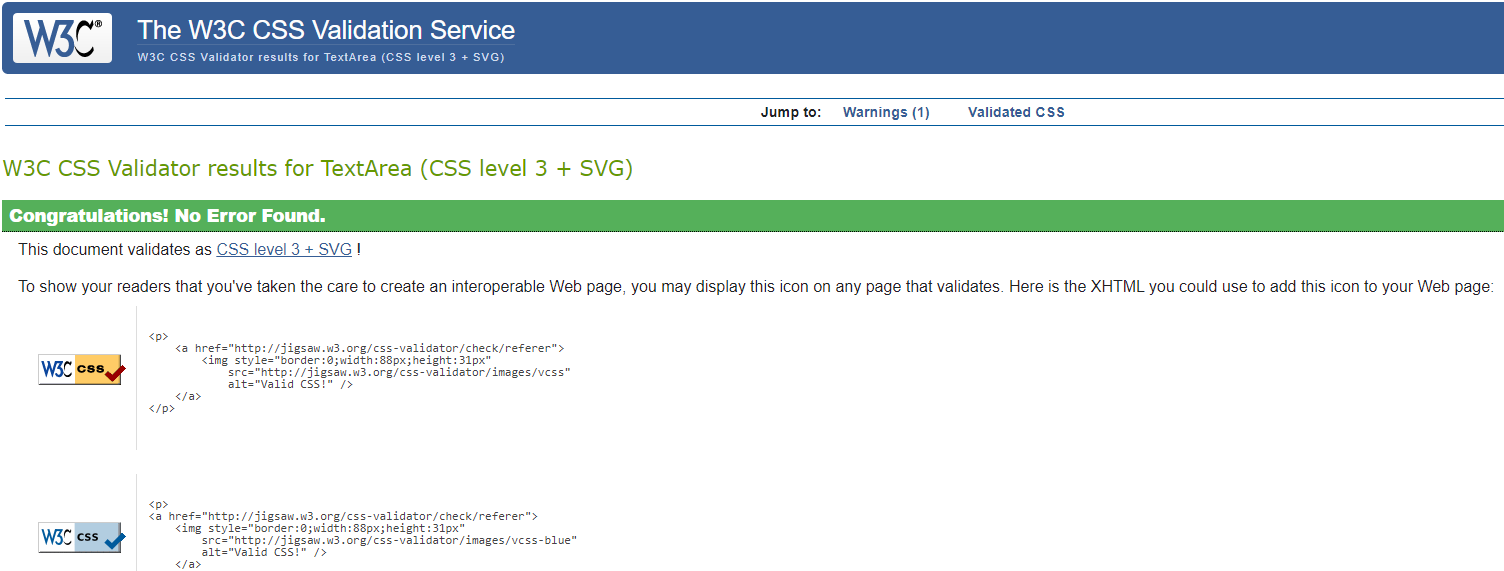 W3C® The W3C CSS Validation Service
W3C CSS Validator results for TextArea (CSS level 3 + SVG)
Jump to: Warnings (1) Validated CSS
W3C CSS Validator results for TextArea (CSS level 3 + SVG)
Congratulations! No Error Found.
This document validates as CSS level 3 + SVG !
To show your readers that you've taken the care to create an interoperable Web page, you may display this icon on any page that validates. Here is the XHTML you could use to add this icon to your Web page:
<p>
<a href="http://jigsaw.w3.org/css-validator/check/referer">
<img style="border:0;width:88px;height:31px"
W3C css
src="http://jigsaw.w3.org/css-validator/images/vcss"
alt="Valid CSS!" />
</a>
</p>
<p>
<a href="http://jigsaw.w3.org/css-validator/check/referer">
<img style="border:0;width:88px;height:31px"
W3C css
src="http://jigsaw.w3.org/css-validator/images/vcss-blue"
alt="Valid CSS!" />
</a>